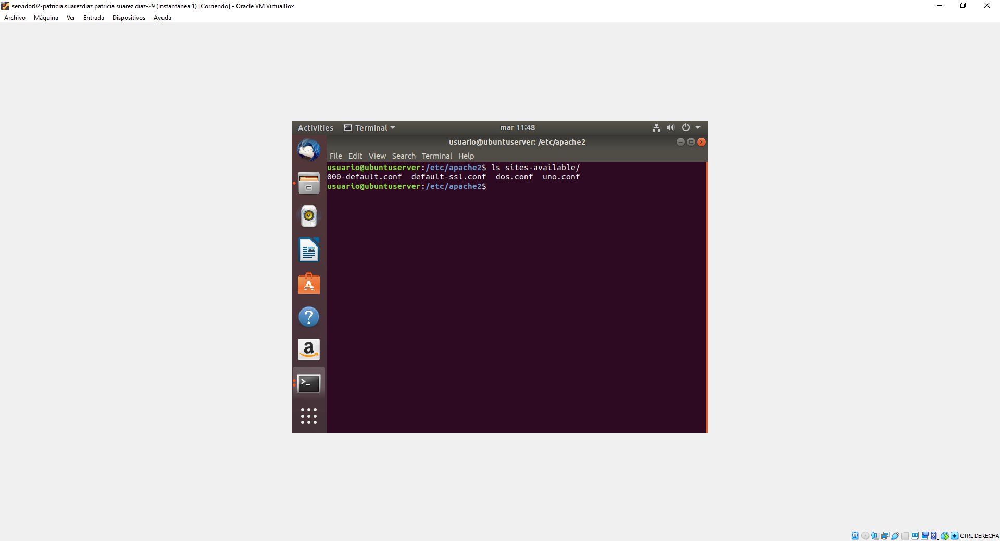 servidor02-patricia.suarezdiaz patricia suarez diaz-29 (Instantánea 1) [Corriendo] - Oracle VM VirtualBox
Archivo Máquina Ver Entrada Dispositivos Ayuda
Activities Terminal mar 11:48
usuario@ubuntuserver: /etc/apache2
File Edit View Search Terminal Help
usuario@ubuntuserver:/etc/apache2$ ls sites-available/
000-default.conf default-ssl.conf dos.conf uno.conf
usuario@ubuntuserver:/etc/apache2$
CTRL DERECHA